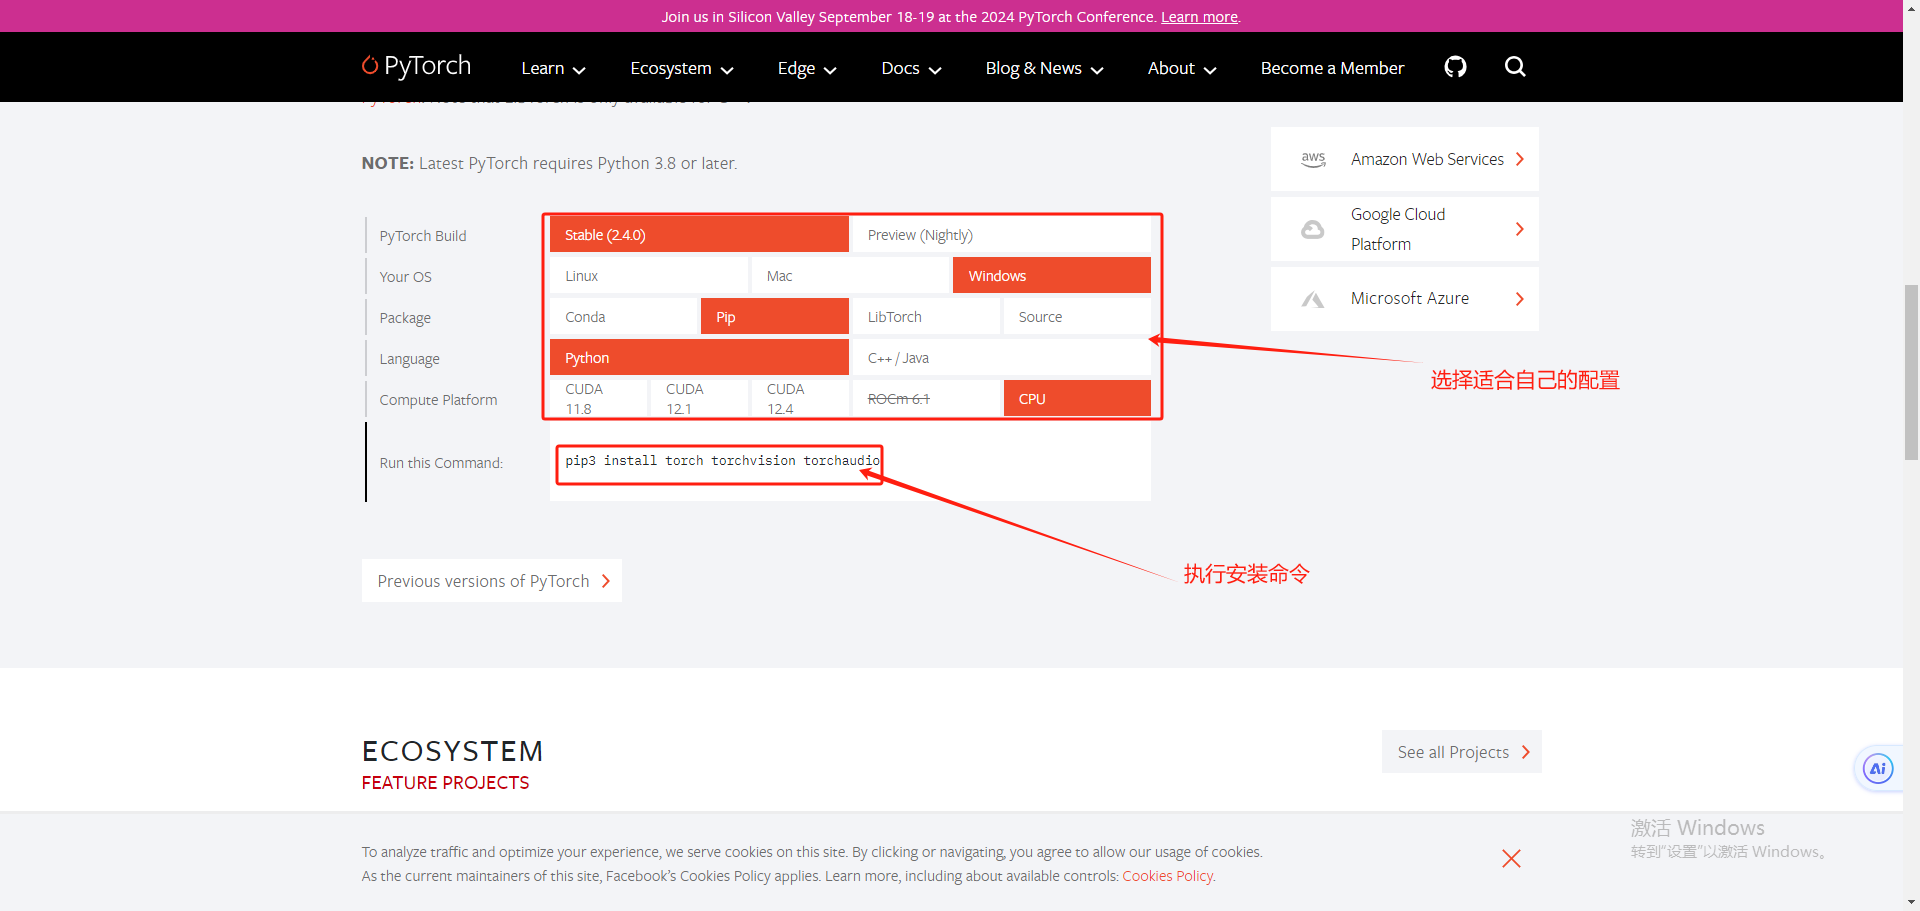 Join us in Silicon Valley September 18-19 at the 2024 PyTorch Conference. Learn more.
PyTorch
Learn
Ecosystem
Edge
Docs
Blog & News
About
Become a Member
NOTE: Latest PyTorch requires Python 3.8 or later.
PyTorch Build
Stable (2.4.0)
Preview (Nightly)
Your OS
Linux
Mac
Windows
Package
Conda
Pip
LibTorch
Source
Language
Python
C++ / Java
Compute Platform
CUDA 11.8
CUDA 12.1
CUDA 12.4
ROCm 6.1
CPU
Run this Command:
pip3 install torch torchvision torchaudio
选择适合自己的配置
执行安装命令
aws
Amazon Web Services
Google Cloud
Platform
Microsoft Azure
Previous versions of PyTorch
ECOSYSTEM
FEATURE PROJECTS
See all Projects
Ai
To analyze traffic and optimize your experience, we serve cookies on this site. By clicking or navigating, you agree to allow our usage of cookies.
As the current maintainers of this site, Facebook’s Cookies Policy applies. Learn more, including about available controls: Cookies Policy.
激活 Windows
转到“设置”以激活 Windows。